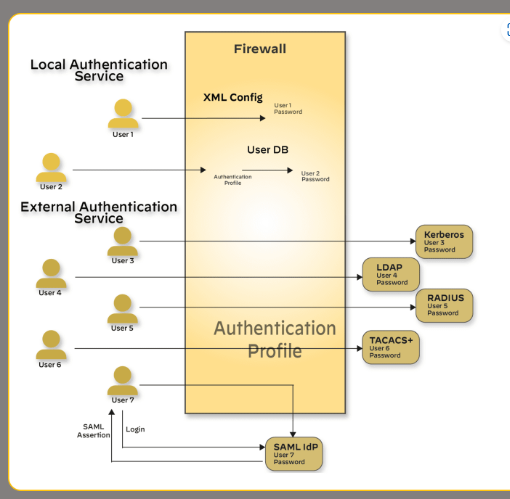 Firewall
Local Authentication
Service
XML Config
User 1
Password
User 1
User DB
Authentication
Profile
User 2
Password
User 2
External Authentication
Service
User 3
Kerberos
User 3
Password
User 4
LDAP
User 4
Password
User 5
RADIUS
User 5
Password
Authentication
Profile
User 6
TACACS+
User 6
Password
User 7
SAML
Assertion
Login
SAML IdP
User 7
Password